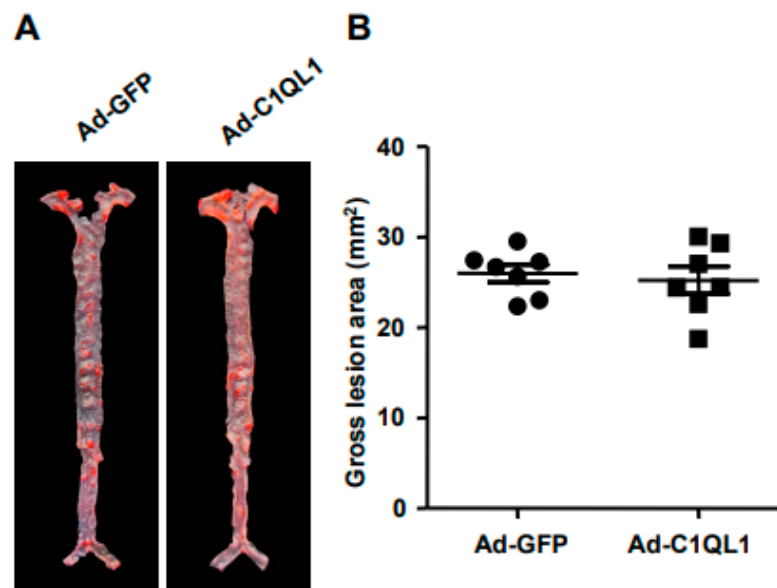 A
B
Ad-GFP
Ad-C1QL1
Gross lesion area (mm²)
40
30
20
10
0
Ad-GFP
Ad-C1QL1